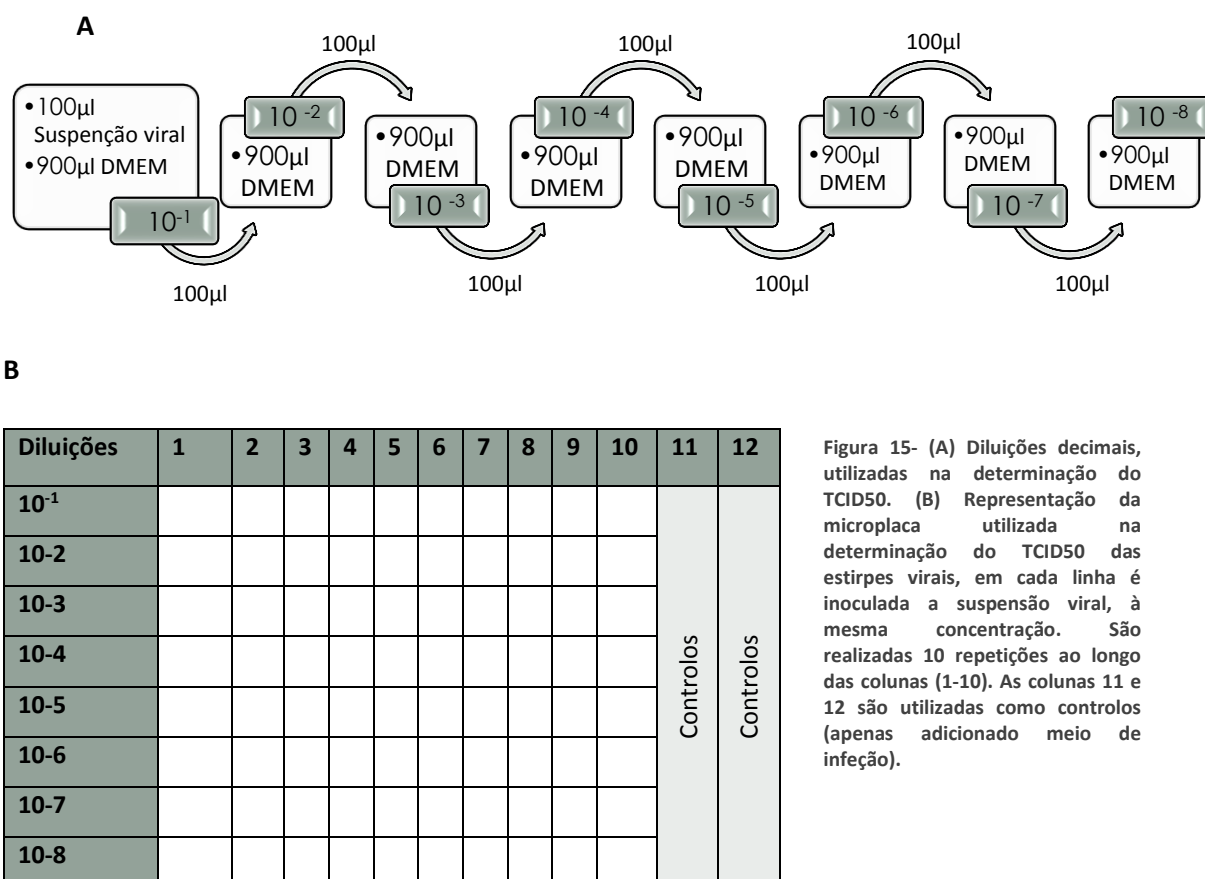 A
100µl
100µl
100µl
•100µl
Suspenção viral
•900µl DMEM
10-1
10 -2
•900µl
DMEM
•900µl
DMEM
10 -3
10 -4
•900µl
DMEM
•900µl
DMEM
10 -5
10 -6
•900µl
DMEM
•900µl
DMEM
10 -7
10 -8
•900µl
DMEM
100µl
100µl
100µl
100µl
B
Diluições 1 2 3 4 5 6 7 8 9 10 11 12
10-1
10-2
10-3
10-4
10-5
10-6
10-7
10-8
Controlos
Controlos
Figura 15- (A) Diluições decimais,
utilizadas na determinação do
TCID50. (B) Representação da
microplaca utilizada na
determinação do TCID50 das
estirpes virais, em cada linha é
inoculada a suspensão viral, à
mesma concentração. São
realizadas 10 repetições ao longo
das colunas (1-10). As colunas 11 e
12 são utilizadas como controlos
(apenas adicionado meio de
infeção).